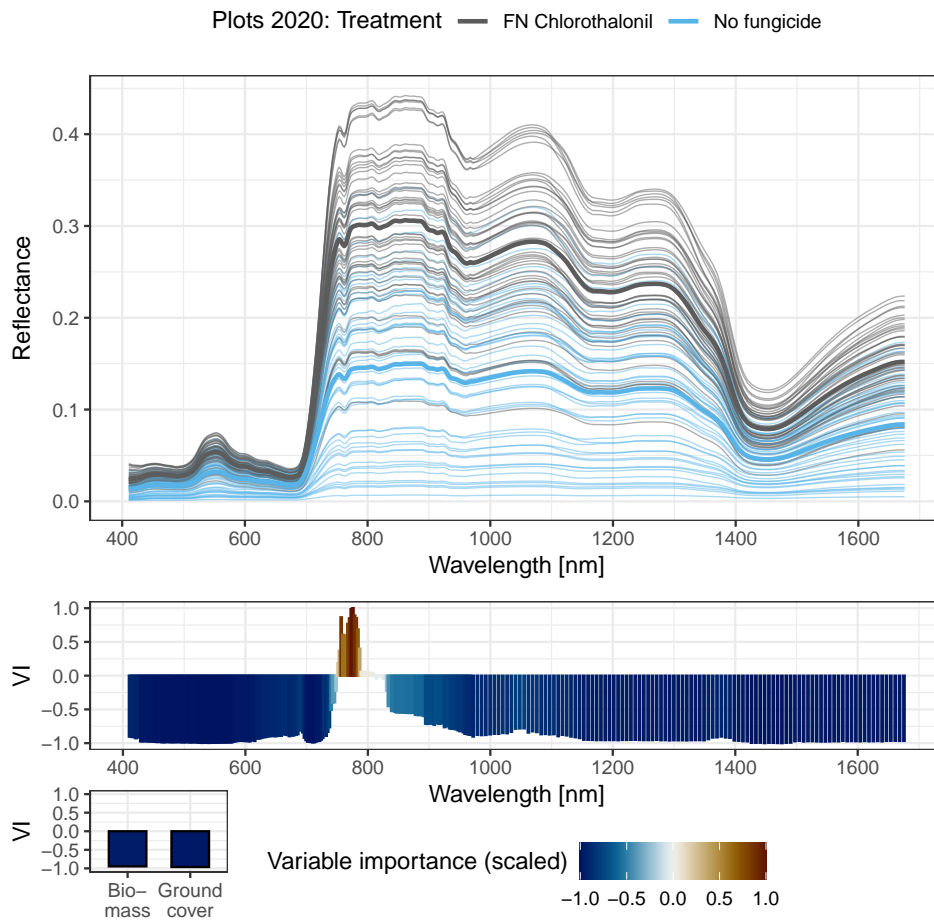 Plots 2020: Treatment FN Chlorothalonil No fungicide
Reflectance
0.4
0.3
0.2
0.1
0.0
400 600 800 1000 1200 1400 1600
Wavelength [nm]
VI
1.0
0.5
0.0
−0.5
−1.0
400 600 800 1000 1200 1400 1600
Wavelength [nm]
VI
1.0
0.5
0.0
−0.5
−1.0
Bio− Ground
mass cover
Variable importance (scaled)
−1.0 −0.5 0.0 0.5 1.0